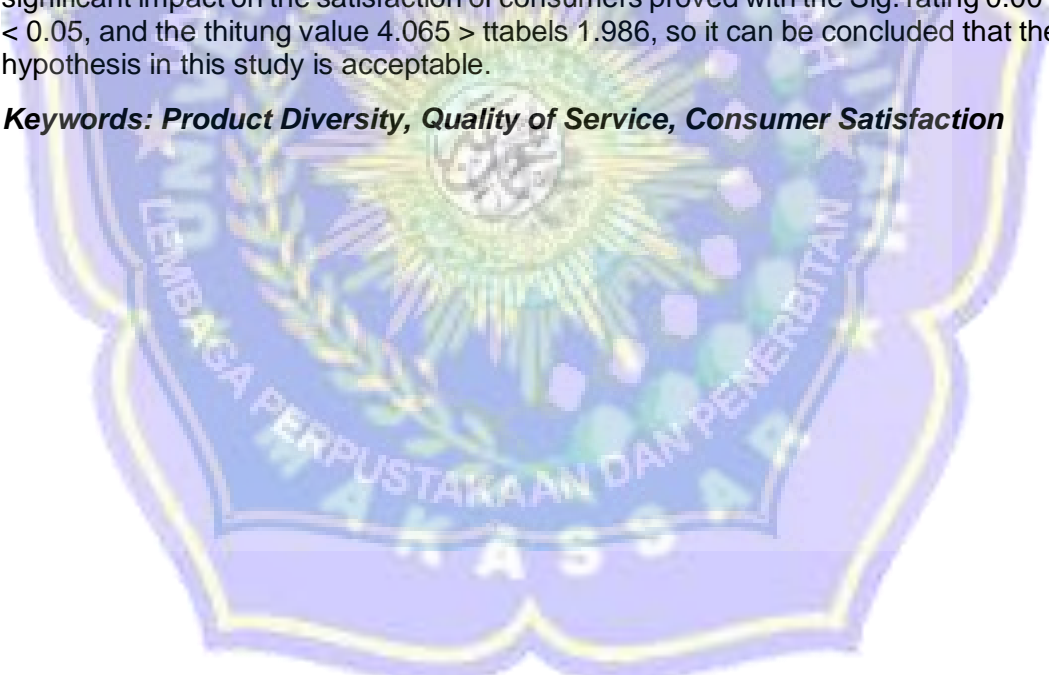 significant impact on the satisfaction of consumers proved with the Sig. rating 0.00
< 0.05, and the thitung value 4.065 > ttabels 1.986, so it can be concluded that the
hypothesis in this study is acceptable.
Keywords: Product Diversity, Quality of Service, Consumer Satisfaction
LEMBAGA PERPUSTAKAAN DAN PENERBITAN
MAKASSAR